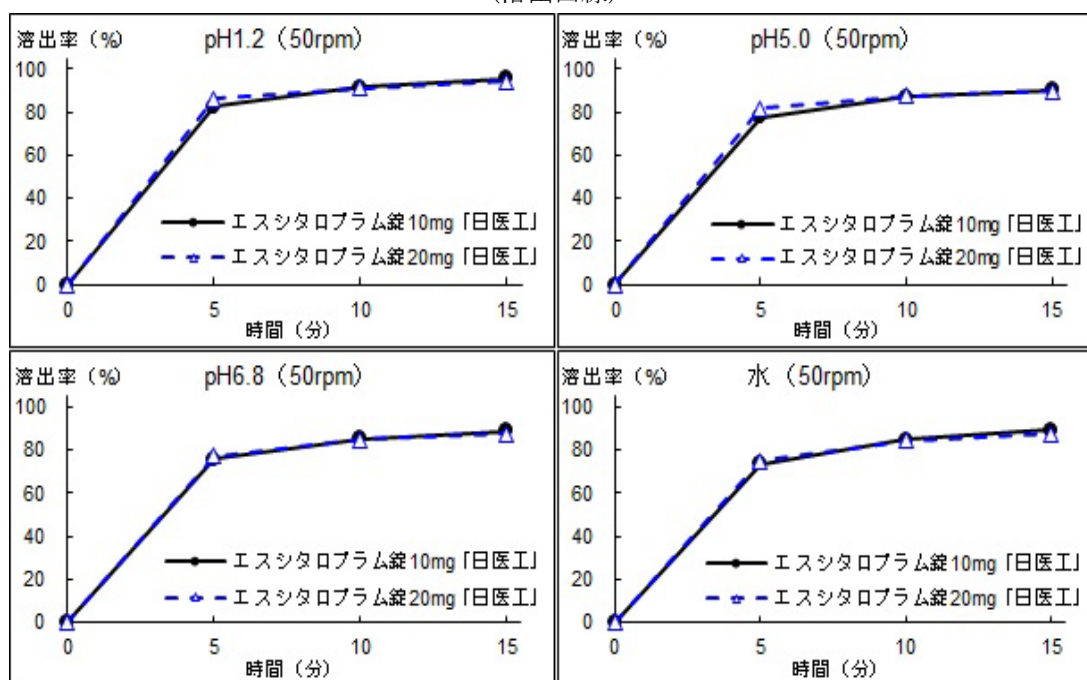 溶出率（%） pH1.2（50rpm）
100
80
60
40
20
0
0 5 10 15
時間（分）
エスシタロプラム錠10mg「日医工」
エスシタロプラム錠20mg「日医工」
溶出率（%） pH5.0（50rpm）
100
80
60
40
20
0
0 5 10 15
時間（分）
エスシタロプラム錠10mg「日医工」
エスシタロプラム錠20mg「日医工」
溶出率（%） pH6.8（50rpm）
100
80
60
40
20
0
0 5 10 15
時間（分）
エスシタロプラム錠10mg「日医工」
エスシタロプラム錠20mg「日医工」
溶出率（%） 水（50rpm）
100
80
60
40
20
0
0 5 10 15
時間（分）
エスシタロプラム錠10mg「日医工」
エスシタロプラム錠20mg「日医工」